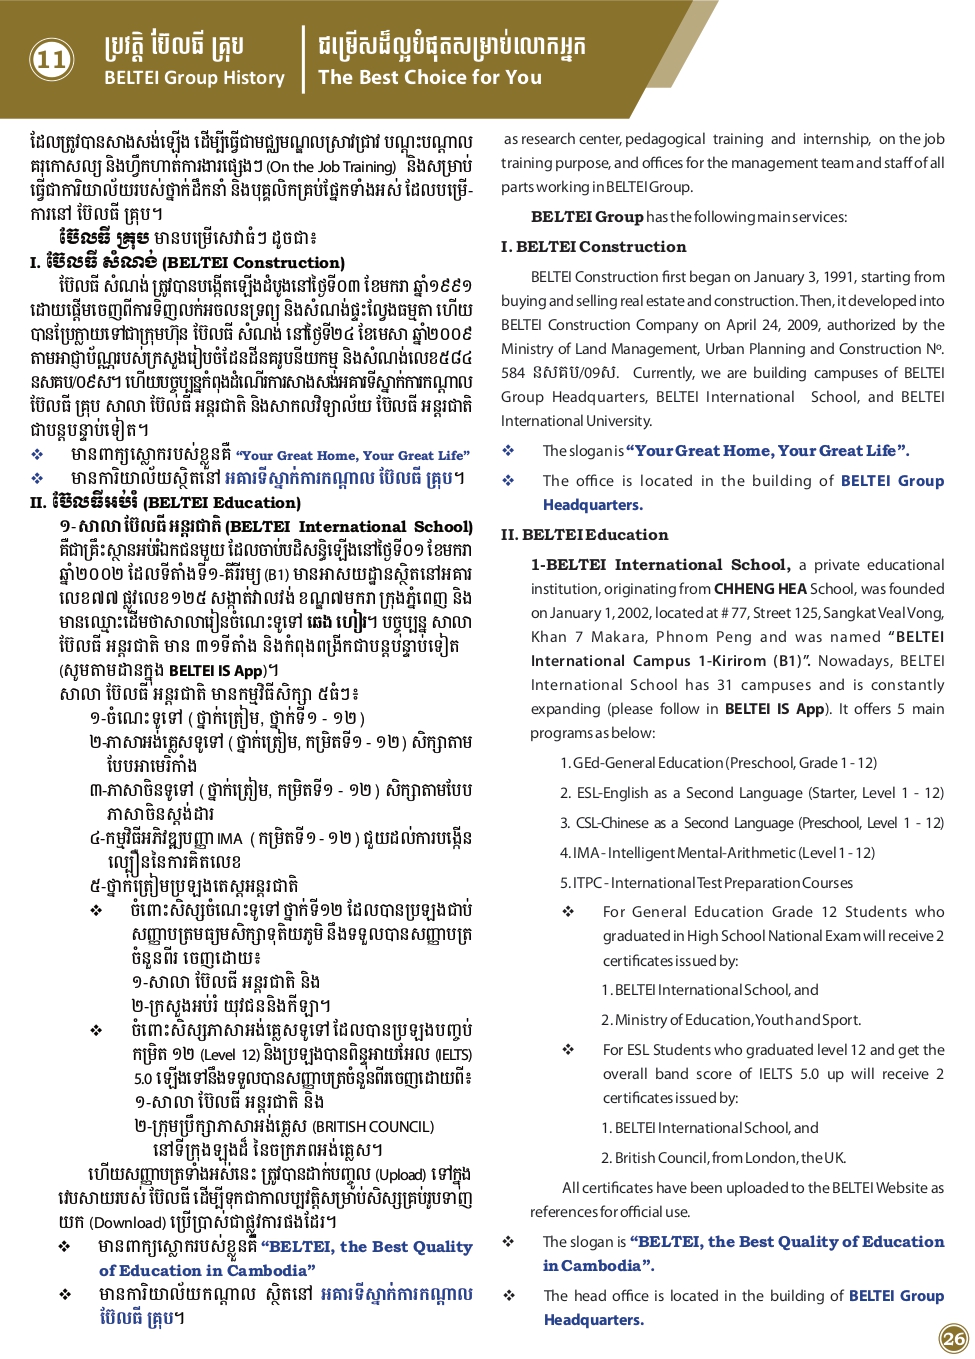 11
ប្រវត្តិ ប៊ែលធី គ្រុប
BELTEI Group History
ជម្រើសដ៏ល្អបំផុតសម្រាប់លោកអ្នក
The Best Choice for You
ដែលត្រូវបានសាងសង់ឡើង ដើម្បីធ្វើជាមជ្ឈមណ្ឌលស្រាវជ្រាវ បណ្តុះបណ្តាល
គរុកោសល្យ និងហ្វឹកហាត់ការងារផ្សេងៗ (On the Job Training) និងសម្រាប់
ធ្វើជាការិយាល័យរបស់ថ្នាក់ដឹកនាំ និងបុគ្គលិកគ្រប់ផ្នែកទាំងអស់ ដែលបម្រើ-
ការនៅ ប៊ែលធី គ្រុប។
ប៊ែលធី គ្រុប មានបម្រើសេវាធំៗ ដូចជា៖
I. ប៊ែលធី សំណង់ (BELTEI Construction)
ប៊ែលធី សំណង់ ត្រូវបានបង្កើតឡើងដំបូងនៅថ្ងៃទី០៣ ខែមករា ឆ្នាំ១៩៩១
ដោយផ្តើមចេញពីការទិញលក់អចលនទ្រព្យ និងសំណង់ផ្ទះល្វែងធម្មតា ហើយ
បានប្រែក្លាយទៅជាក្រុមហ៊ុន ប៊ែលធី សំណង់ នៅថ្ងៃទី២៤ ខែមេសា ឆ្នាំ២០០៩
តាមអាជ្ញាប័ណ្ណរបស់ក្រសួងរៀបចំដែនដីនគរូបនីយកម្ម និងសំណង់លេខ៥៨៤
នសគប/០៩ស។ ហើយបច្ចុប្បន្នកំពុងដំណើរការសាងសង់អគារទីស្នាក់ការកណ្តាល
ប៊ែលធី គ្រុប សាលា ប៊ែលធី អន្តរជាតិ និងសាកលវិទ្យាល័យ ប៊ែលធី អន្តរជាតិ
ជាបន្តបន្ទាប់ទៀត។
❖ មានពាក្យស្លោករបស់ខ្លួនគឺ “Your Great Home, Your Great Life”
❖ មានការិយាល័យស្ថិតនៅ អគារទីស្នាក់ការកណ្តាល ប៊ែលធី គ្រុប។
II. ប៊ែលធីអប់រំ (BELTEI Education)
១-សាលា ប៊ែលធី អន្តរជាតិ (BELTEI International School)
គឺជាគ្រឹះស្ថានអប់រំឯកជនមួយ ដែលចាប់បដិសន្ធិឡើងនៅថ្ងៃទី០១ ខែមករា
ឆ្នាំ២០០២ ដែលទីតាំងទី១-គីរីរម្យ (B1) មានអាសយដ្ឋានស្ថិតនៅអគារ
លេខ៧៧ ផ្លូវលេខ១២៥ សង្កាត់វាលវង់ ខណ្ឌ៧មករា ក្រុងភ្នំពេញ និង
មានឈ្មោះដើមថាសាលារៀនចំណេះទូទៅ ឆេង ហៀ។ បច្ចុប្បន្ន សាលា
ប៊ែលធី អន្តរជាតិ មាន ៣១ទីតាំង និងកំពុងពង្រីកជាបន្តបន្ទាប់ទៀត
(សូមតាមដានក្នុង BELTEI IS App)។
សាលា ប៊ែលធី អន្តរជាតិ មានកម្មវិធីសិក្សា ៥ធំៗ៖
១-ចំណេះទូទៅ ( ថ្នាក់ត្រៀម, ថ្នាក់ទី១ - ១២ )
២-ភាសាអង់គ្លេសទូទៅ ( ថ្នាក់ត្រៀម, កម្រិតទី១ - ១២ ) សិក្សាតាម
បែបអាមេរិកាំង
៣-ភាសាចិនទូទៅ ( ថ្នាក់ត្រៀម, កម្រិតទី១ - ១២ ) សិក្សាតាមបែប
ភាសាចិនស្តង់ដារ
៤-កម្មវិធីអភិវឌ្ឍបញ្ញា IMA ( កម្រិតទី១ - ១២ ) ជួយដល់ការបង្កើន
ល្បឿននៃការគិតលេខ
៥-ថ្នាក់ត្រៀមប្រឡងតេស្តអន្តរជាតិ
❖ ចំពោះសិស្សចំណេះទូទៅ ថ្នាក់ទី១២ ដែលបានប្រឡងជាប់
សញ្ញាបត្រមធ្យមសិក្សាទុតិយភូមិ នឹងទទួលបានសញ្ញាបត្រ
ចំនួនពីរ ចេញដោយ៖
១-សាលា ប៊ែលធី អន្តរជាតិ និង
២-ក្រសួងអប់រំ យុវជននិងកីឡា។
❖ ចំពោះសិស្សភាសាអង់គ្លេសទូទៅ ដែលបានប្រឡងបញ្ចប់
កម្រិត ១២ (Level 12) និងប្រឡងបានពិន្ទុអាយអែល (IELTS)
5.0 ឡើងទៅនឹងទទួលបានសញ្ញាបត្រចំនួនពីរចេញដោយពី៖
១-សាលា ប៊ែលធី អន្តរជាតិ និង
២-ក្រុមប្រឹក្សាភាសាអង់គ្លេស (BRITISH COUNCIL)
នៅទីក្រុងឡុងដ៍ នៃចក្រភពអង់គ្លេស។
ហើយសញ្ញាបត្រទាំងអស់នេះ ត្រូវបានដាក់បញ្ចូល (Upload) ទៅក្នុង
វេបសាយរបស់ ប៊ែលធី ដើម្បីទុកជាកាលប្បវត្តិសម្រាប់សិស្សគ្រប់រូបទាញ
យក (Download) ប្រើប្រាស់ជាផ្លូវការផងដែរ។
❖ មានពាក្យស្លោករបស់ខ្លួនគឺ “BELTEI, the Best Quality
of Education in Cambodia”
❖ មានការិយាល័យកណ្តាល ស្ថិតនៅ អគារទីស្នាក់ការកណ្តាល
ប៊ែលធី គ្រុប។
as research center, pedagogical training and internship, on the job
training purpose, and offices for the management team and staff of all
parts working in BELTEI Group.
BELTEI Group has the following main services:
I. BELTEI Construction
BELTEI Construction first began on January 3, 1991, starting from
buying and selling real estate and construction. Then, it developed into
BELTEI Construction Company on April 24, 2009, authorized by the
Ministry of Land Management, Urban Planning and Construction Nº.
584 នសគប/09ស. Currently, we are building campuses of BELTEI
Group Headquarters, BELTEI International School, and BELTEI
International University.
❖ The slogan is “Your Great Home, Your Great Life”.
❖ The office is located in the building of BELTEI Group
Headquarters.
II. BELTEI Education
1-BELTEI International School, a private educational
institution, originating from CHHENG HEA School, was founded
on January 1, 2002, located at # 77, Street 125, Sangkat Veal Vong,
Khan 7 Makara, Phnom Peng and was named “BELTEI
International Campus 1-Kirirom (B1)”. Nowadays, BELTEI
International School has 31 campuses and is constantly
expanding (please follow in BELTEI IS App). It offers 5 main
programs as below:
1. GEd-General Education (Preschool, Grade 1 - 12)
2. ESL-English as a Second Language (Starter, Level 1 - 12)
3. CSL-Chinese as a Second Language (Preschool, Level 1 - 12)
4. IMA - Intelligent Mental-Arithmetic (Level 1 - 12)
5. ITPC - International Test Preparation Courses
❖ For General Education Grade 12 Students who
graduated in High School National Exam will receive 2
certificates issued by:
1. BELTEI International School, and
2. Ministry of Education, Youth and Sport.
❖ For ESL Students who graduated level 12 and get the
overall band score of IELTS 5.0 up will receive 2
certificates issued by:
1. BELTEI International School, and
2. British Council, from London, the UK.
All certificates have been uploaded to the BELTEI Website as
references for official use.
❖ The slogan is “BELTEI, the Best Quality of Education
in Cambodia”.
❖ The head office is located in the building of BELTEI Group
Headquarters.
26